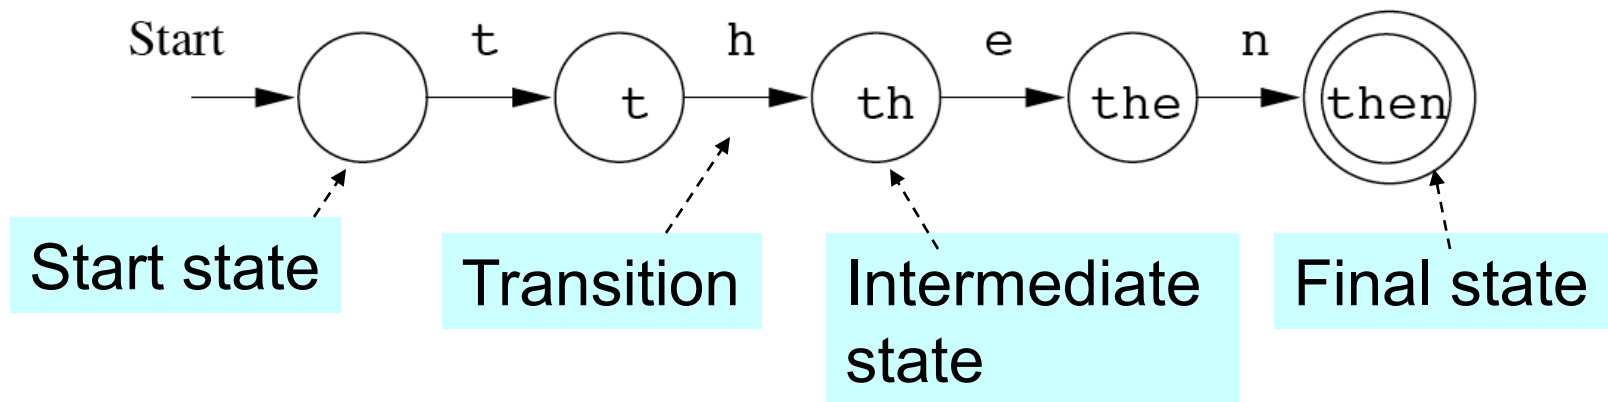 Start t h e n
t th the then
Start state Transition Intermediate state Final state